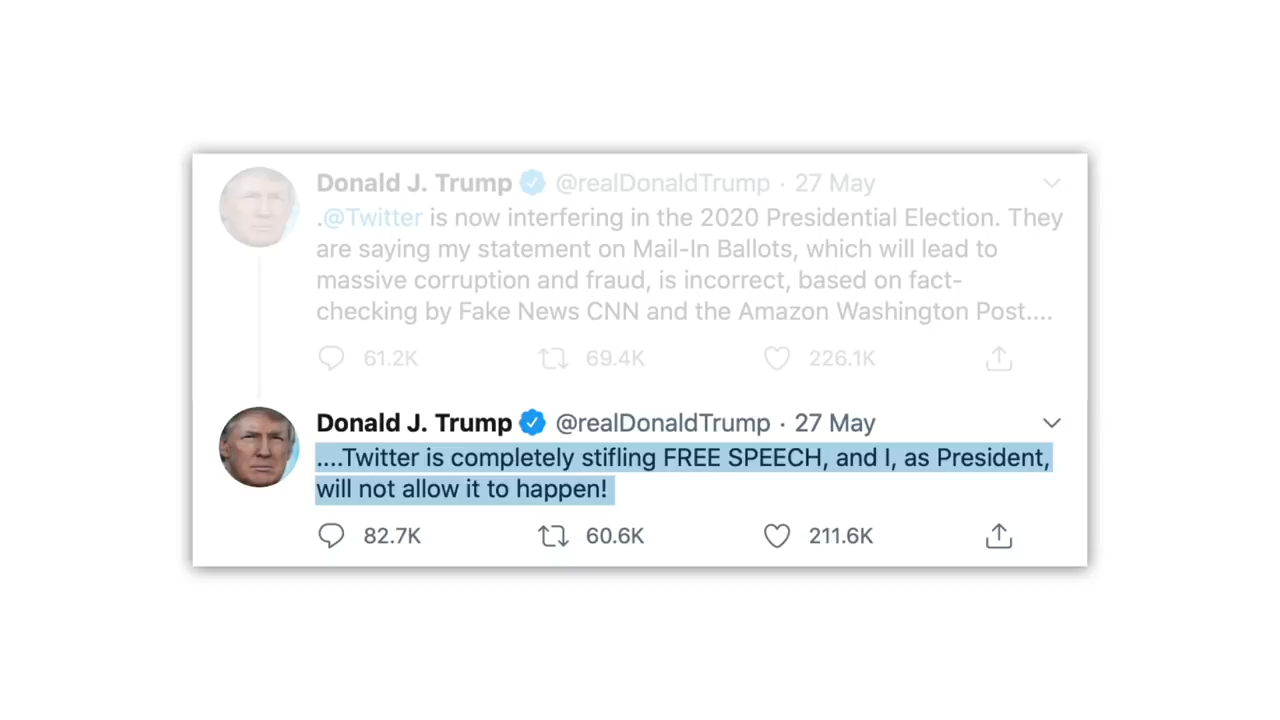 Donald J. Trump @realDonaldTrump · 27 May
.@Twitter is now interfering in the 2020 Presidential Election. They
are saying my statement on Mail-In Ballots, which will lead to
massive corruption and fraud, is incorrect, based on fact-
checking by Fake News CNN and the Amazon Washington Post....
61.2K 69.4K 226.1K
Donald J. Trump @realDonaldTrump · 27 May
....Twitter is completely stifling FREE SPEECH, and I, as President,
will not allow it to happen!
82.7K 60.6K 211.6K